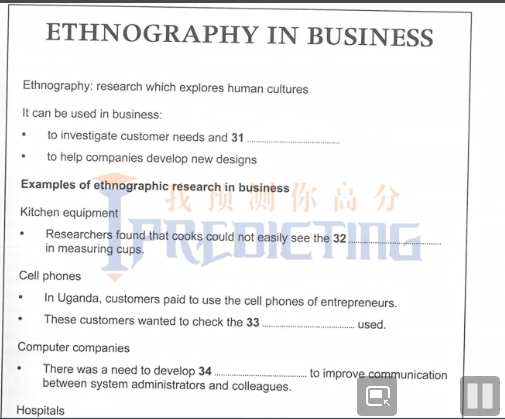 ETHNOGRAPHY IN BUSINESS
Ethnography: research which explores human cultures
It can be used in business:
• to investigate customer needs and 31 ..............................
• to help companies develop new designs
Examples of ethnographic research in business
我预测你高分
Kitchen equipment
IPREDICTING
• Researchers found that cooks could not easily see the 32 ..............................
in measuring cups.
Cell phones
• In Uganda, customers paid to use the cell phones of entrepreneurs.
• These customers wanted to check the 33 .............................. used.
Computer companies
• There was a need to develop 34 .............................. to improve communication
between system administrators and colleagues.
Hospitals